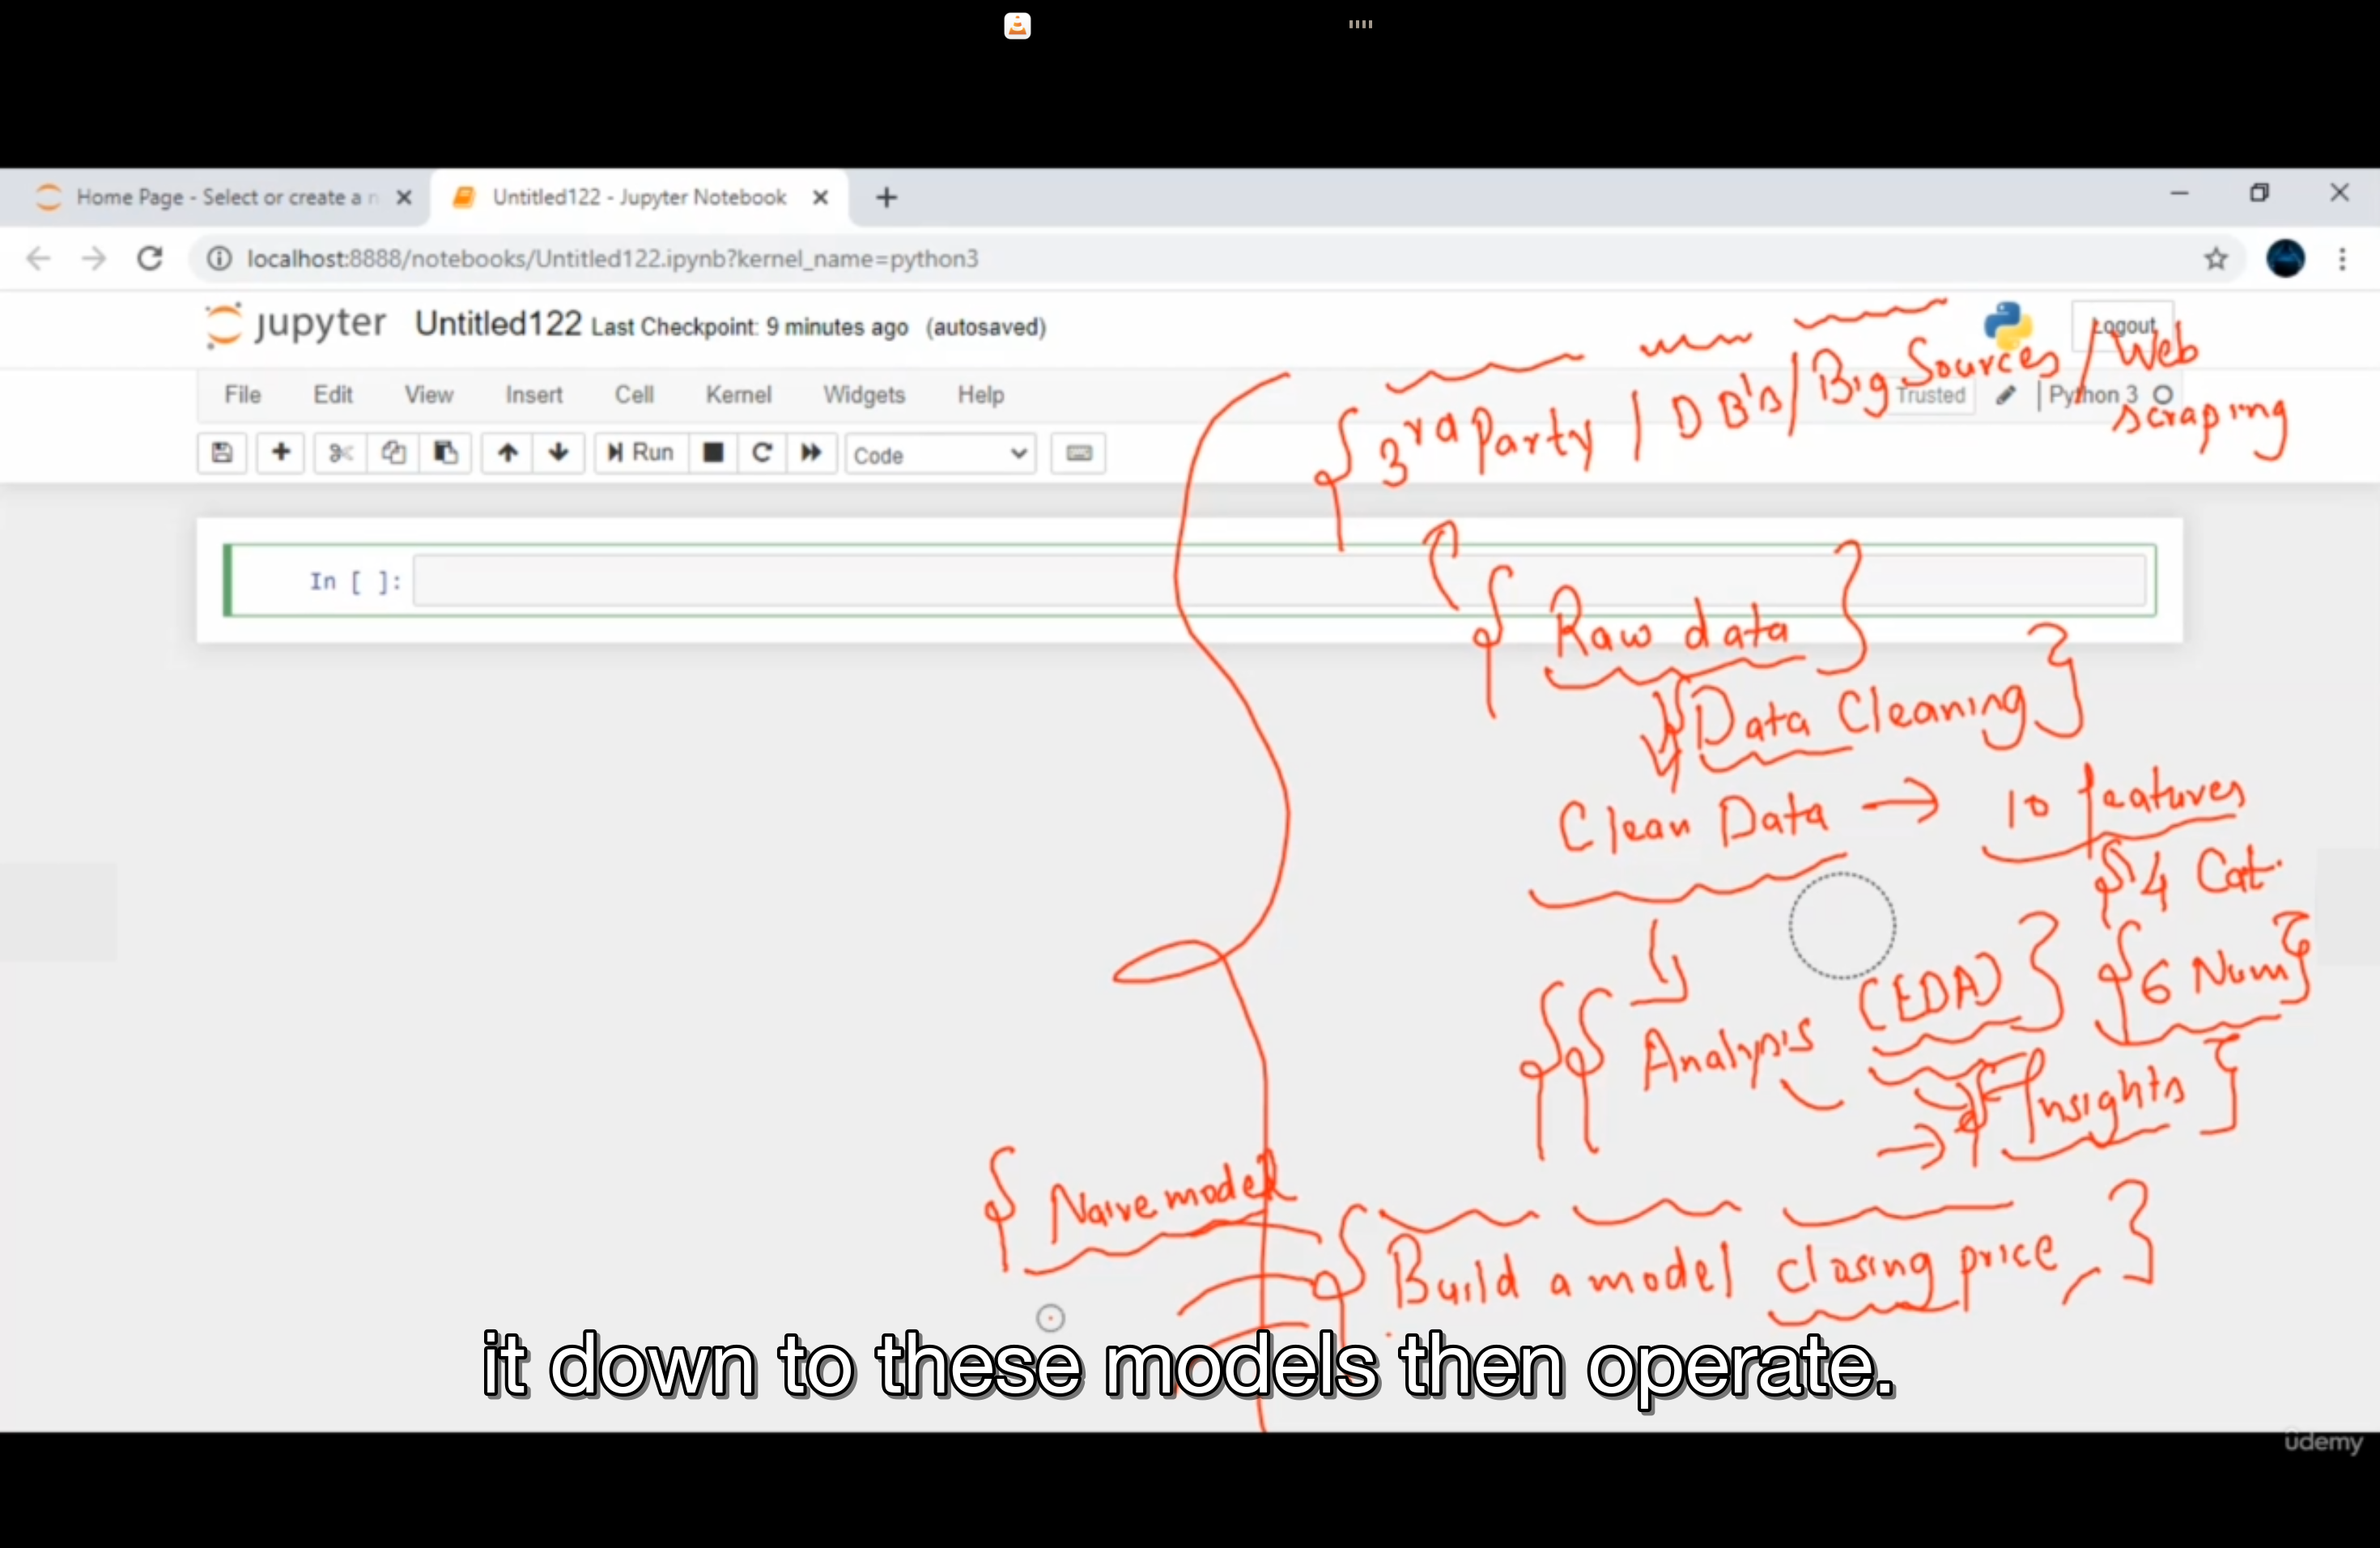 Home Page - Select or create a n
Untitled122 - Jupyter Notebook
localhost:8888/notebooks/Untitled122.ipynb?kernel_name=python3
jupyter Untitled122 Last Checkpoint: 9 minutes ago (autosaved)
Logout
File Edit View Insert Cell Kernel Widgets Help
Trusted Python 3
Run Code
3rd Party / DB's / Big Sources / Web
scraping
In [ ]:
Raw data
Data Cleaning
Clean Data → 10 features
4 Cat.
6 Num
Analysis (EDA)
→ Insights
Naive model
Build a model closing price
it down to these models then operate.
ûdemy